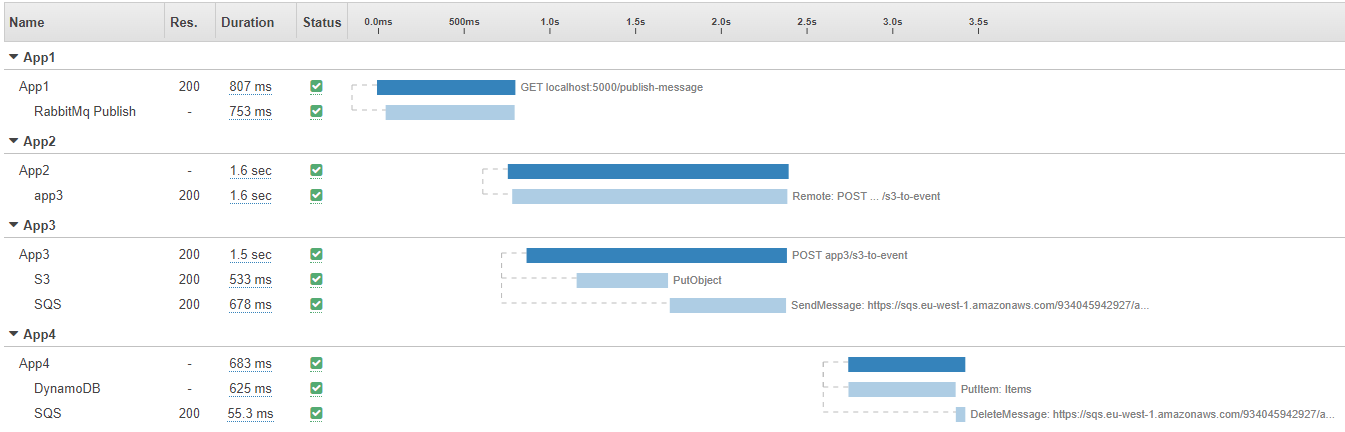 Name Res. Duration Status 0.0ms 500ms 1.0s 1.5s 2.0s 2.5s 3.0s 3.5s
App1
App1 200 807 ms GET localhost:5000/publish-message
RabbitMq Publish - 753 ms
App2
App2 - 1.6 sec
app3 200 1.6 sec Remote: POST ... /s3-to-event
App3
App3 200 1.5 sec POST app3/s3-to-event
S3 200 533 ms PutObject
SQS 200 678 ms SendMessage: https://sqs.eu-west-1.amazonaws.com/934045942927/a...
App4
App4 - 683 ms
DynamoDB - 625 ms PutItem: Items
SQS 200 55.3 ms DeleteMessage: https://sqs.eu-west-1.amazonaws.com/934045942927/a...